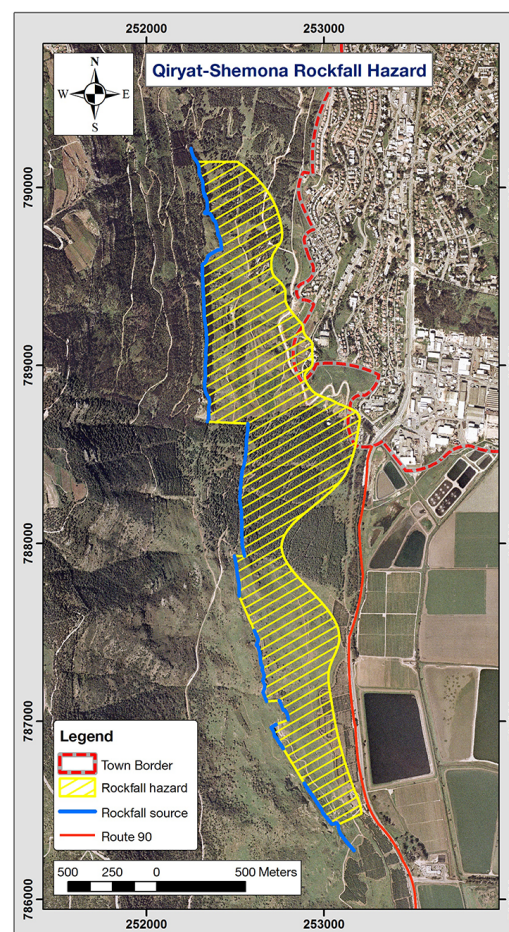 252000 253000
Qiryat-Shemona Rockfall Hazard
N
W E
S
790000
789000
788000
787000
786000
Legend
Town Border
Rockfall hazard
Rockfall source
Route 90
500 250 0 500 Meters
252000 253000